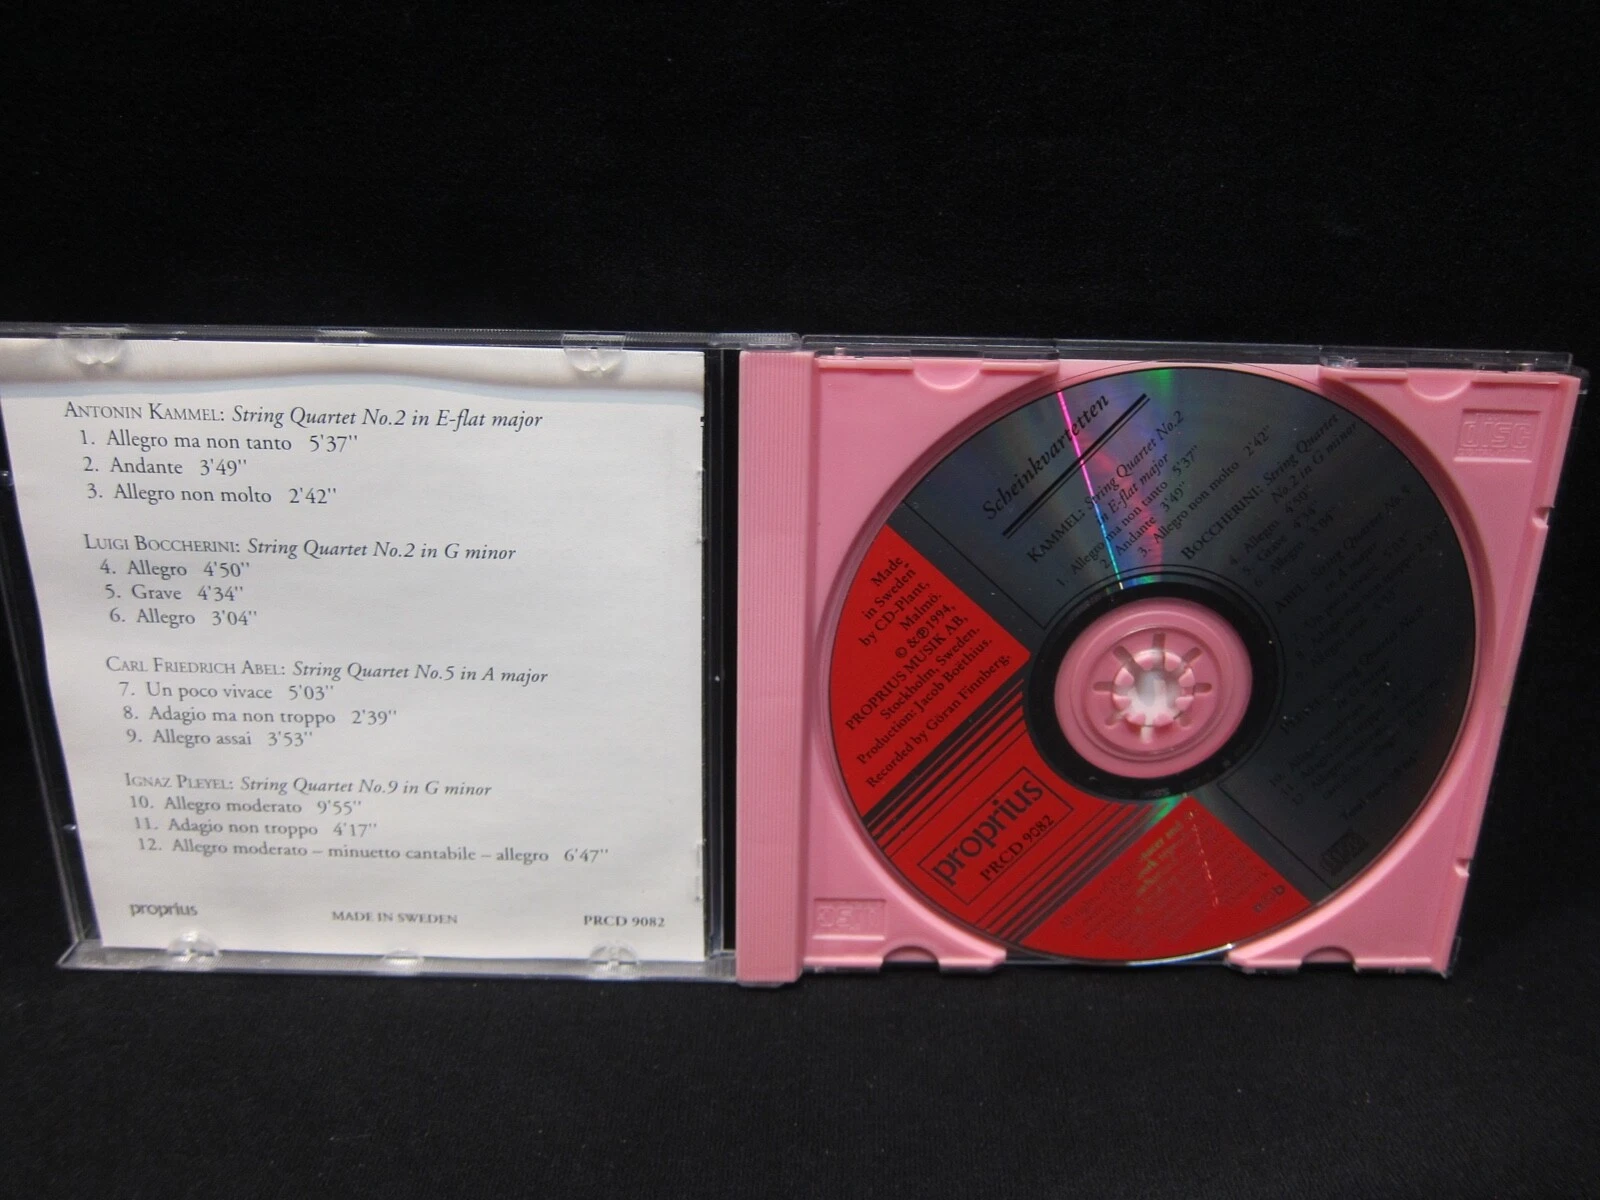 ANTONIN KAMMEL: String Quartet No.2 in E-flat major
1. Allegro ma non tanto 5'37"
2. Andante 3'49"
3. Allegro non molto 2'42"
LUIGI BOCCHERINI: String Quartet No.2 in G minor
4. Allegro 4'50"
5. Grave 4'34"
6. Allegro 3'04"
CARL FRIEDRICH ABEL: String Quartet No.5 in A major
7. Un poco vivace 5'03"
8. Adagio ma non troppo 2'39"
9. Allegro assai 3'53"
IGNAZ PLEYEL: String Quartet No.9 in G minor
10. Allegro moderato 9'55"
11. Adagio non troppo 4'17"
12. Allegro moderato – minuetto cantabile – allegro 6'47"
proprius MADE IN SWEDEN PRCD 9082
Scheinkvartetten
KAMMEL: String Quartet No.2
in E-flat major
1. Allegro ma non tanto 5'37"
2. Andante 3'49"
3. Allegro non molto 2'42"
BOCCHERINI: String Quartet
No.2 in G minor
4. Allegro 4'50"
5. Grave 4'34"
6. Allegro 3'04"
Made
in Sweden
by CD-Plant,
Malmö.
© &℗ 1994,
PROPRIUS MUSIK AB,
Stockholm, Sweden.
Production: Jacob Boëthius.
Recorded by Göran Finnberg.
proprius
PRCD 9082
n©b
DISC